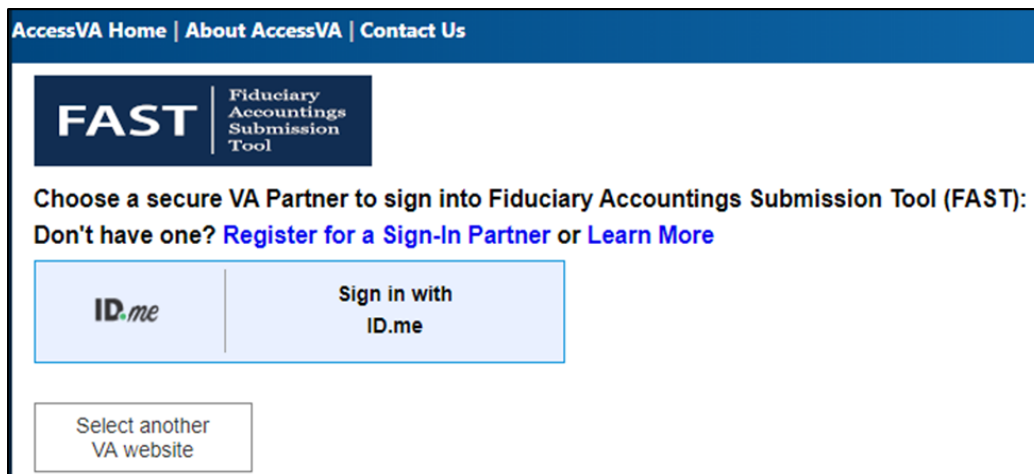 AccessVA Home | About AccessVA | Contact Us
FAST
Fiduciary
Accountings
Submission
Tool
Choose a secure VA Partner to sign into Fiduciary Accountings Submission Tool (FAST):
Don't have one? Register for a Sign-In Partner or Learn More
ID.me
Sign in with
ID.me
Select another
VA website